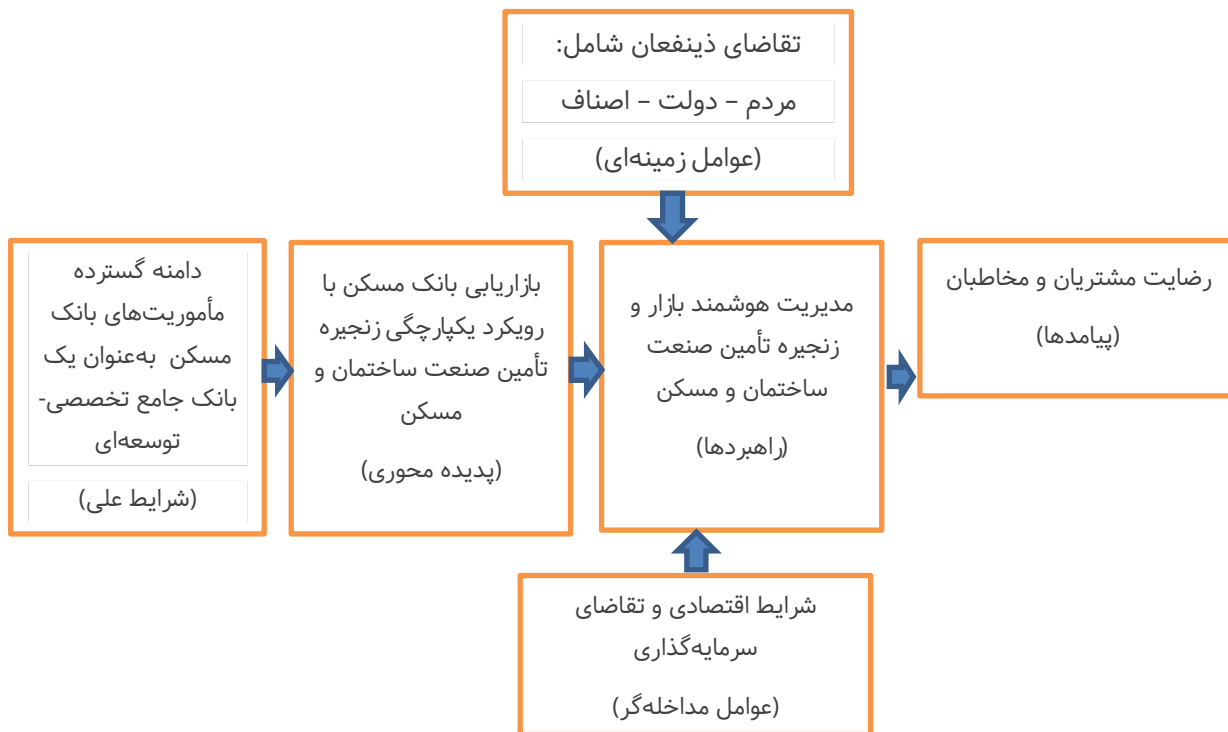 تقاضای ذینفعان شامل:
مردم – دولت – اصناف
(عوامل زمینه‌ای)
دامنه گسترده
مأموریت‌های بانک
مسکن به‌عنوان یک
بانک جامع تخصصی-
توسعه‌ای
(شرایط علی)
بازاریابی بانک مسکن با
رویکرد یکپارچگی زنجیره
تأمین صنعت ساختمان و
مسکن
(پدیده محوری)
مدیریت هوشمند بازار و
زنجیره تأمین صنعت
ساختمان و مسکن
(راهبردها)
رضایت مشتریان و مخاطبان
(پیامدها)
شرایط اقتصادی و تقاضای
سرمایه‌گذاری
(عوامل مداخله‌گر)